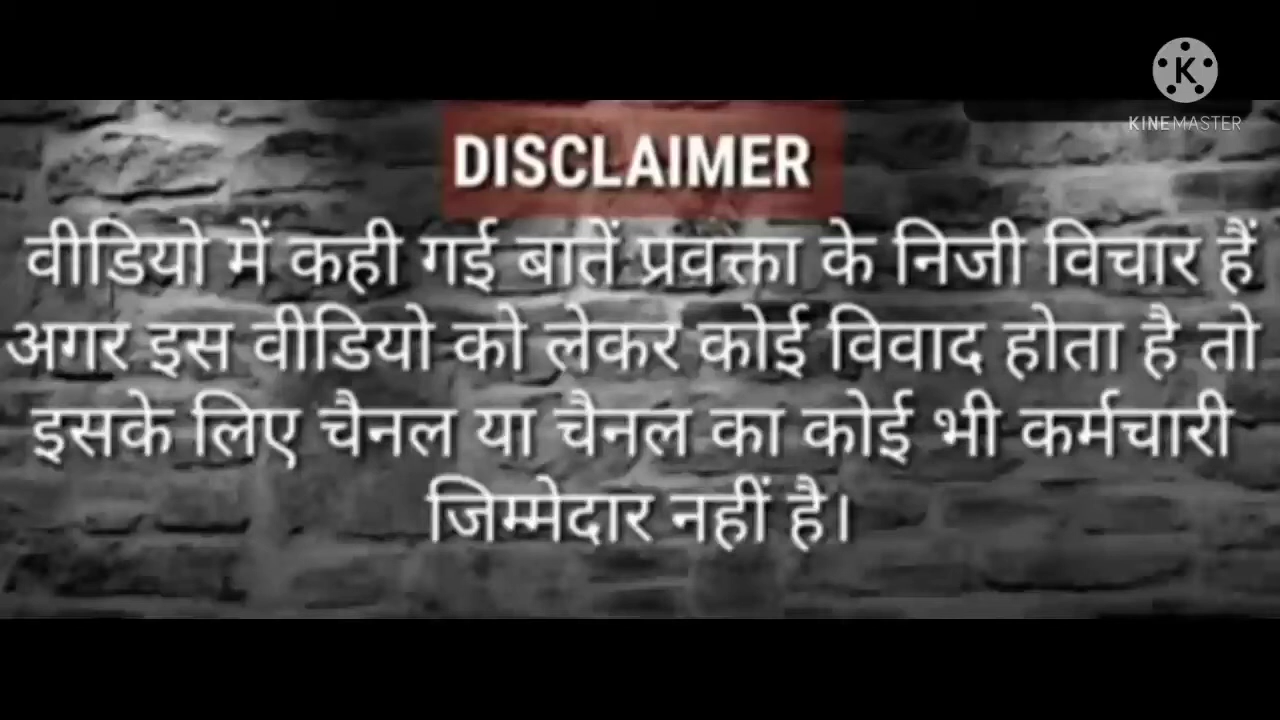 K
KINEMASTER
DISCLAIMER
वीडियो में कही गई बातें प्रवक्ता के निजी विचार हैं
अगर इस वीडियो को लेकर कोई विवाद होता है तो
इसके लिए चैनल या चैनल का कोई भी कर्मचारी
जिम्मेदार नहीं है।